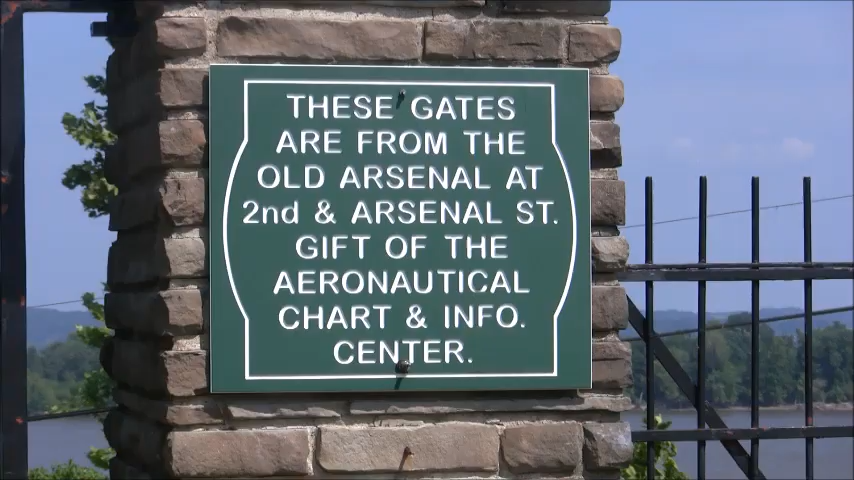 THESE GATES
ARE FROM THE
OLD ARSENAL AT
2nd & ARSENAL ST.
GIFT OF THE
AERONAUTICAL
CHART & INFO.
CENTER.